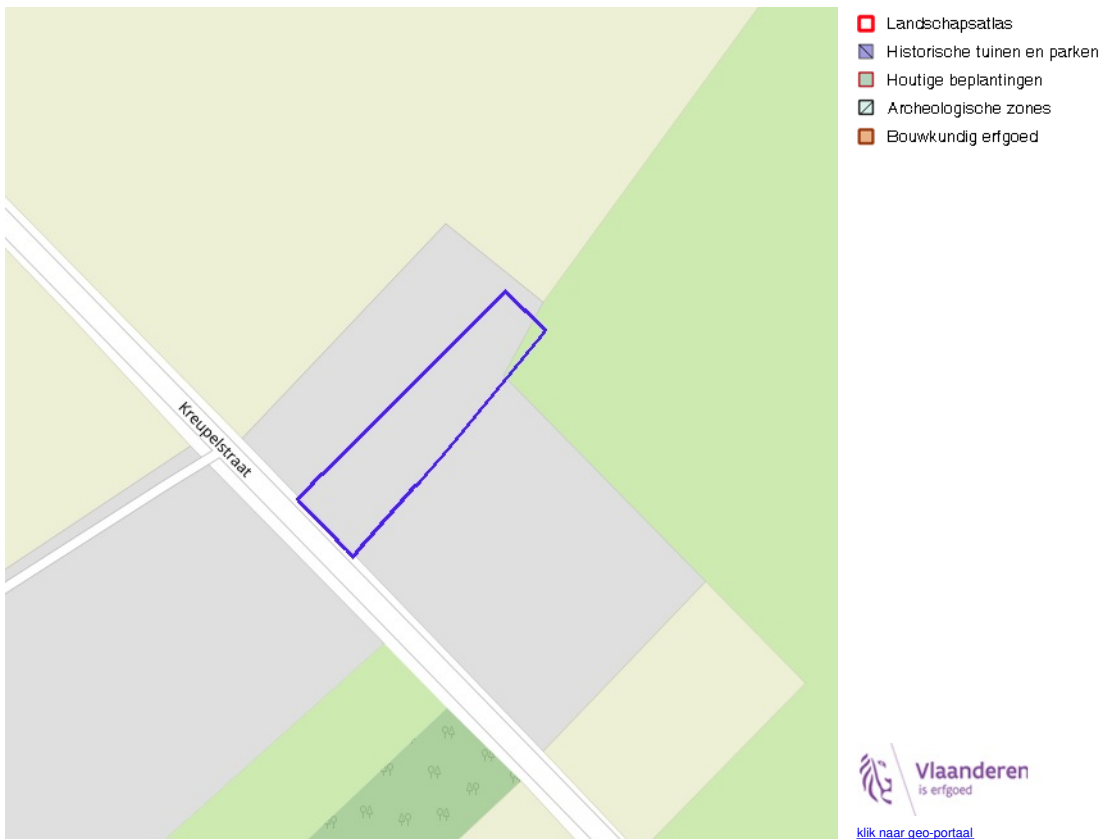 Landschapsatlas
Historische tuinen en parken
Houtige beplantingen
Archeologische zones
Bouwkundig erfgoed
Kreupelstraat
Vlaanderen
is erfgoed
klik naar geo-portaal